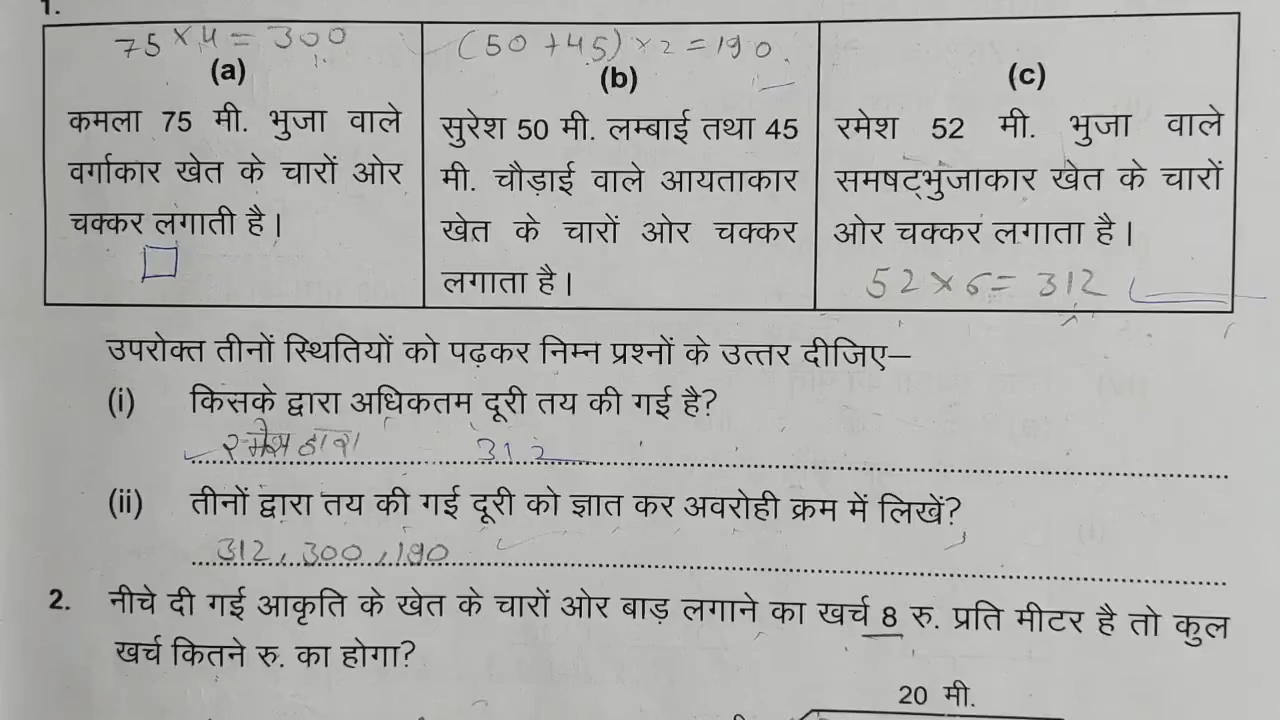 1.
75 × 4 = 300
(a)
कमला 75 मी. भुजा वाले
वर्गाकार खेत के चारों ओर
चक्कर लगाती है।
(50 + 45) × 2 = 190
(b)
सुरेश 50 मी. लम्बाई तथा 45
मी. चौड़ाई वाले आयताकार
खेत के चारों ओर चक्कर
लगाता है।
(c)
रमेश 52 मी. भुजा वाले
समषट्भुजाकार खेत के चारों
ओर चक्कर लगाता है।
52 × 6 = 312
उपरोक्त तीनों स्थितियों को पढ़कर निम्न प्रश्नों के उत्तर दीजिए–
(i) किसके द्वारा अधिकतम दूरी तय की गई है?
रमेश द्वारा 312
(ii) तीनों द्वारा तय की गई दूरी को ज्ञात कर अवरोही क्रम में लिखें?
312, 300, 190
2. नीचे दी गई आकृति के खेत के चारों ओर बाड़ लगाने का खर्च 8 रु. प्रति मीटर है तो कुल
खर्च कितने रु. का होगा?
20 मी.